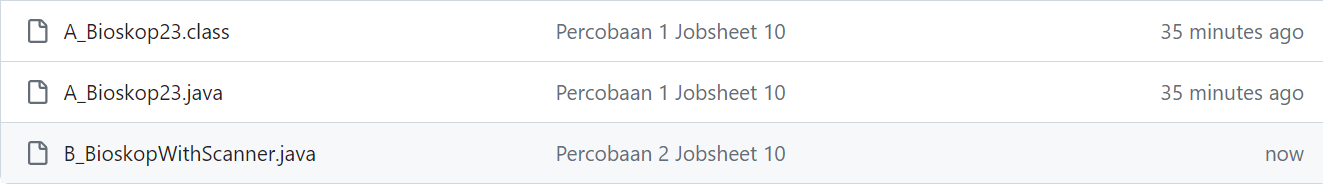 A_Bioskop23.class Percobaan 1 Jobsheet 10 35 minutes ago
A_Bioskop23.java Percobaan 1 Jobsheet 10 35 minutes ago
B_BioskopWithScanner.java Percobaan 2 Jobsheet 10 now